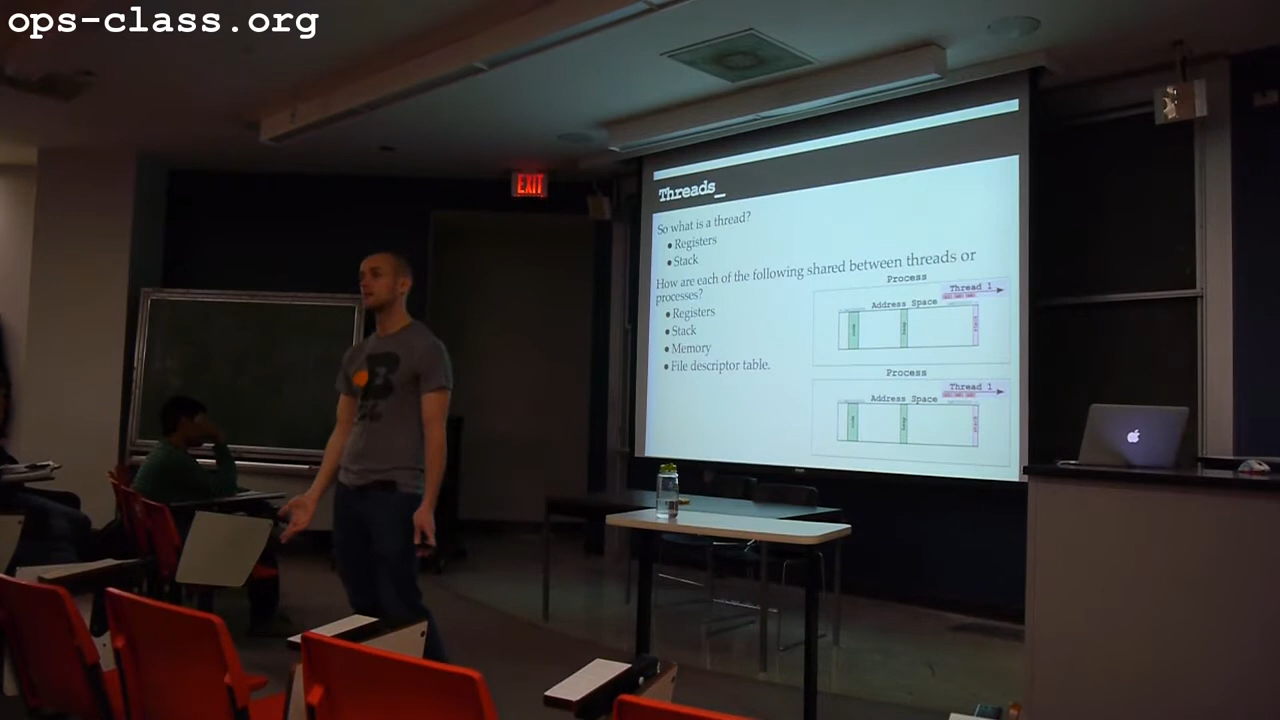 ops-class.org
EXIT
Threads_
So what is a thread?
● Registers
● Stack
How are each of the following shared between threads or
processes?
● Registers
● Stack
● Memory
● File descriptor table.
Process
Thread 1
Address Space
Process
Thread 1
Address Space